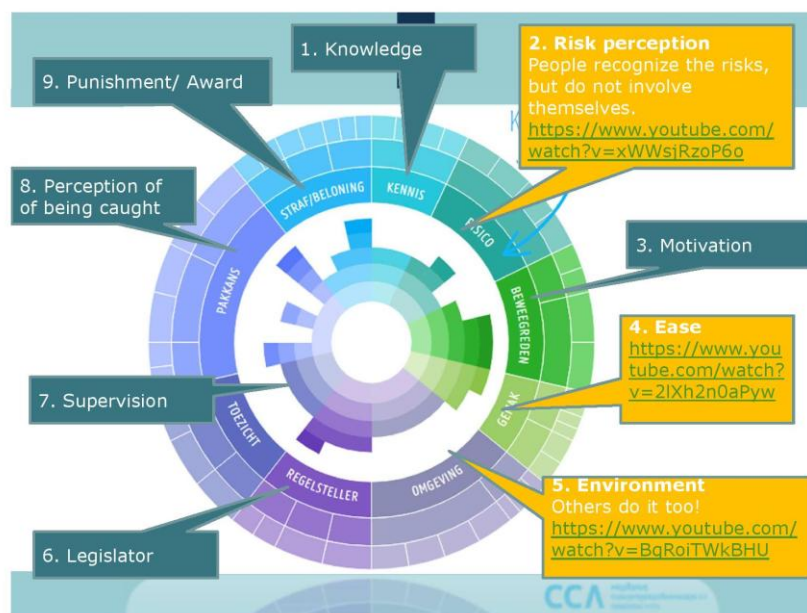 1. Knowledge
2. Risk perception
People recognize the risks,
but do not involve
themselves.
https://www.youtube.com/
watch?v=xWWsjRzoP6o
3. Motivation
4. Ease
https://www.you
tube.com/watch?
v=2lXh2n0aPyw
5. Environment
Others do it too!
https://www.youtube.com/
watch?v=BqRoiTWkBHU
6. Legislator
7. Supervision
8. Perception of
of being caught
9. Punishment/ Award
KENNIS
RISICO
BEWEEGREDEN
GEMAK
OMGEVING
REGELSTELLER
TOEZICHT
PAKKANS
STRAF/BELONING
CCA